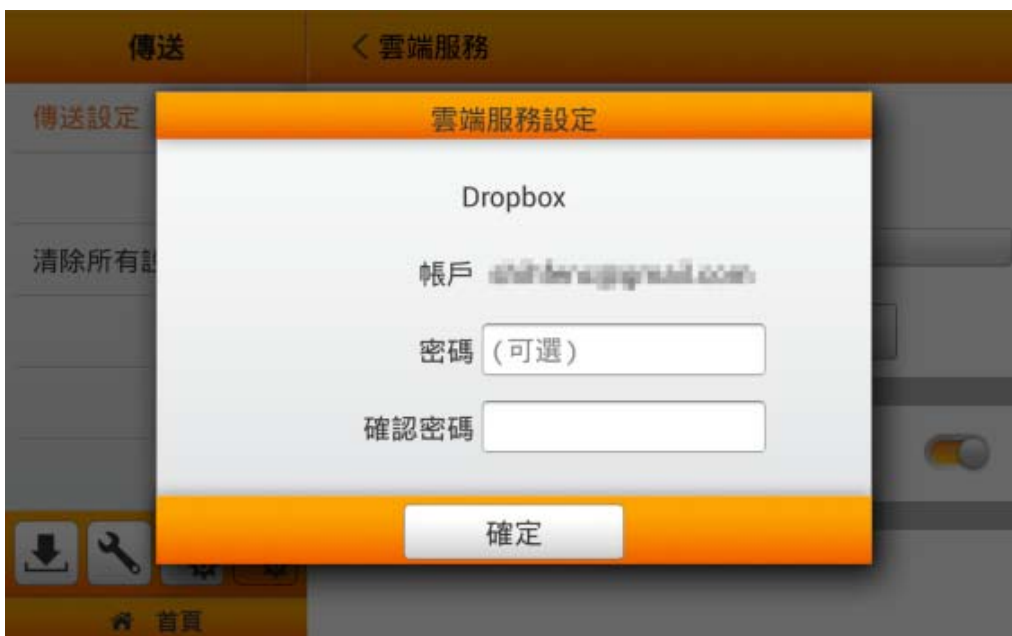 傳送
雲端服務
傳送設定
雲端服務設定
Dropbox
清除所有
帳戶
密碼 (可選)
確認密碼
確定
首頁